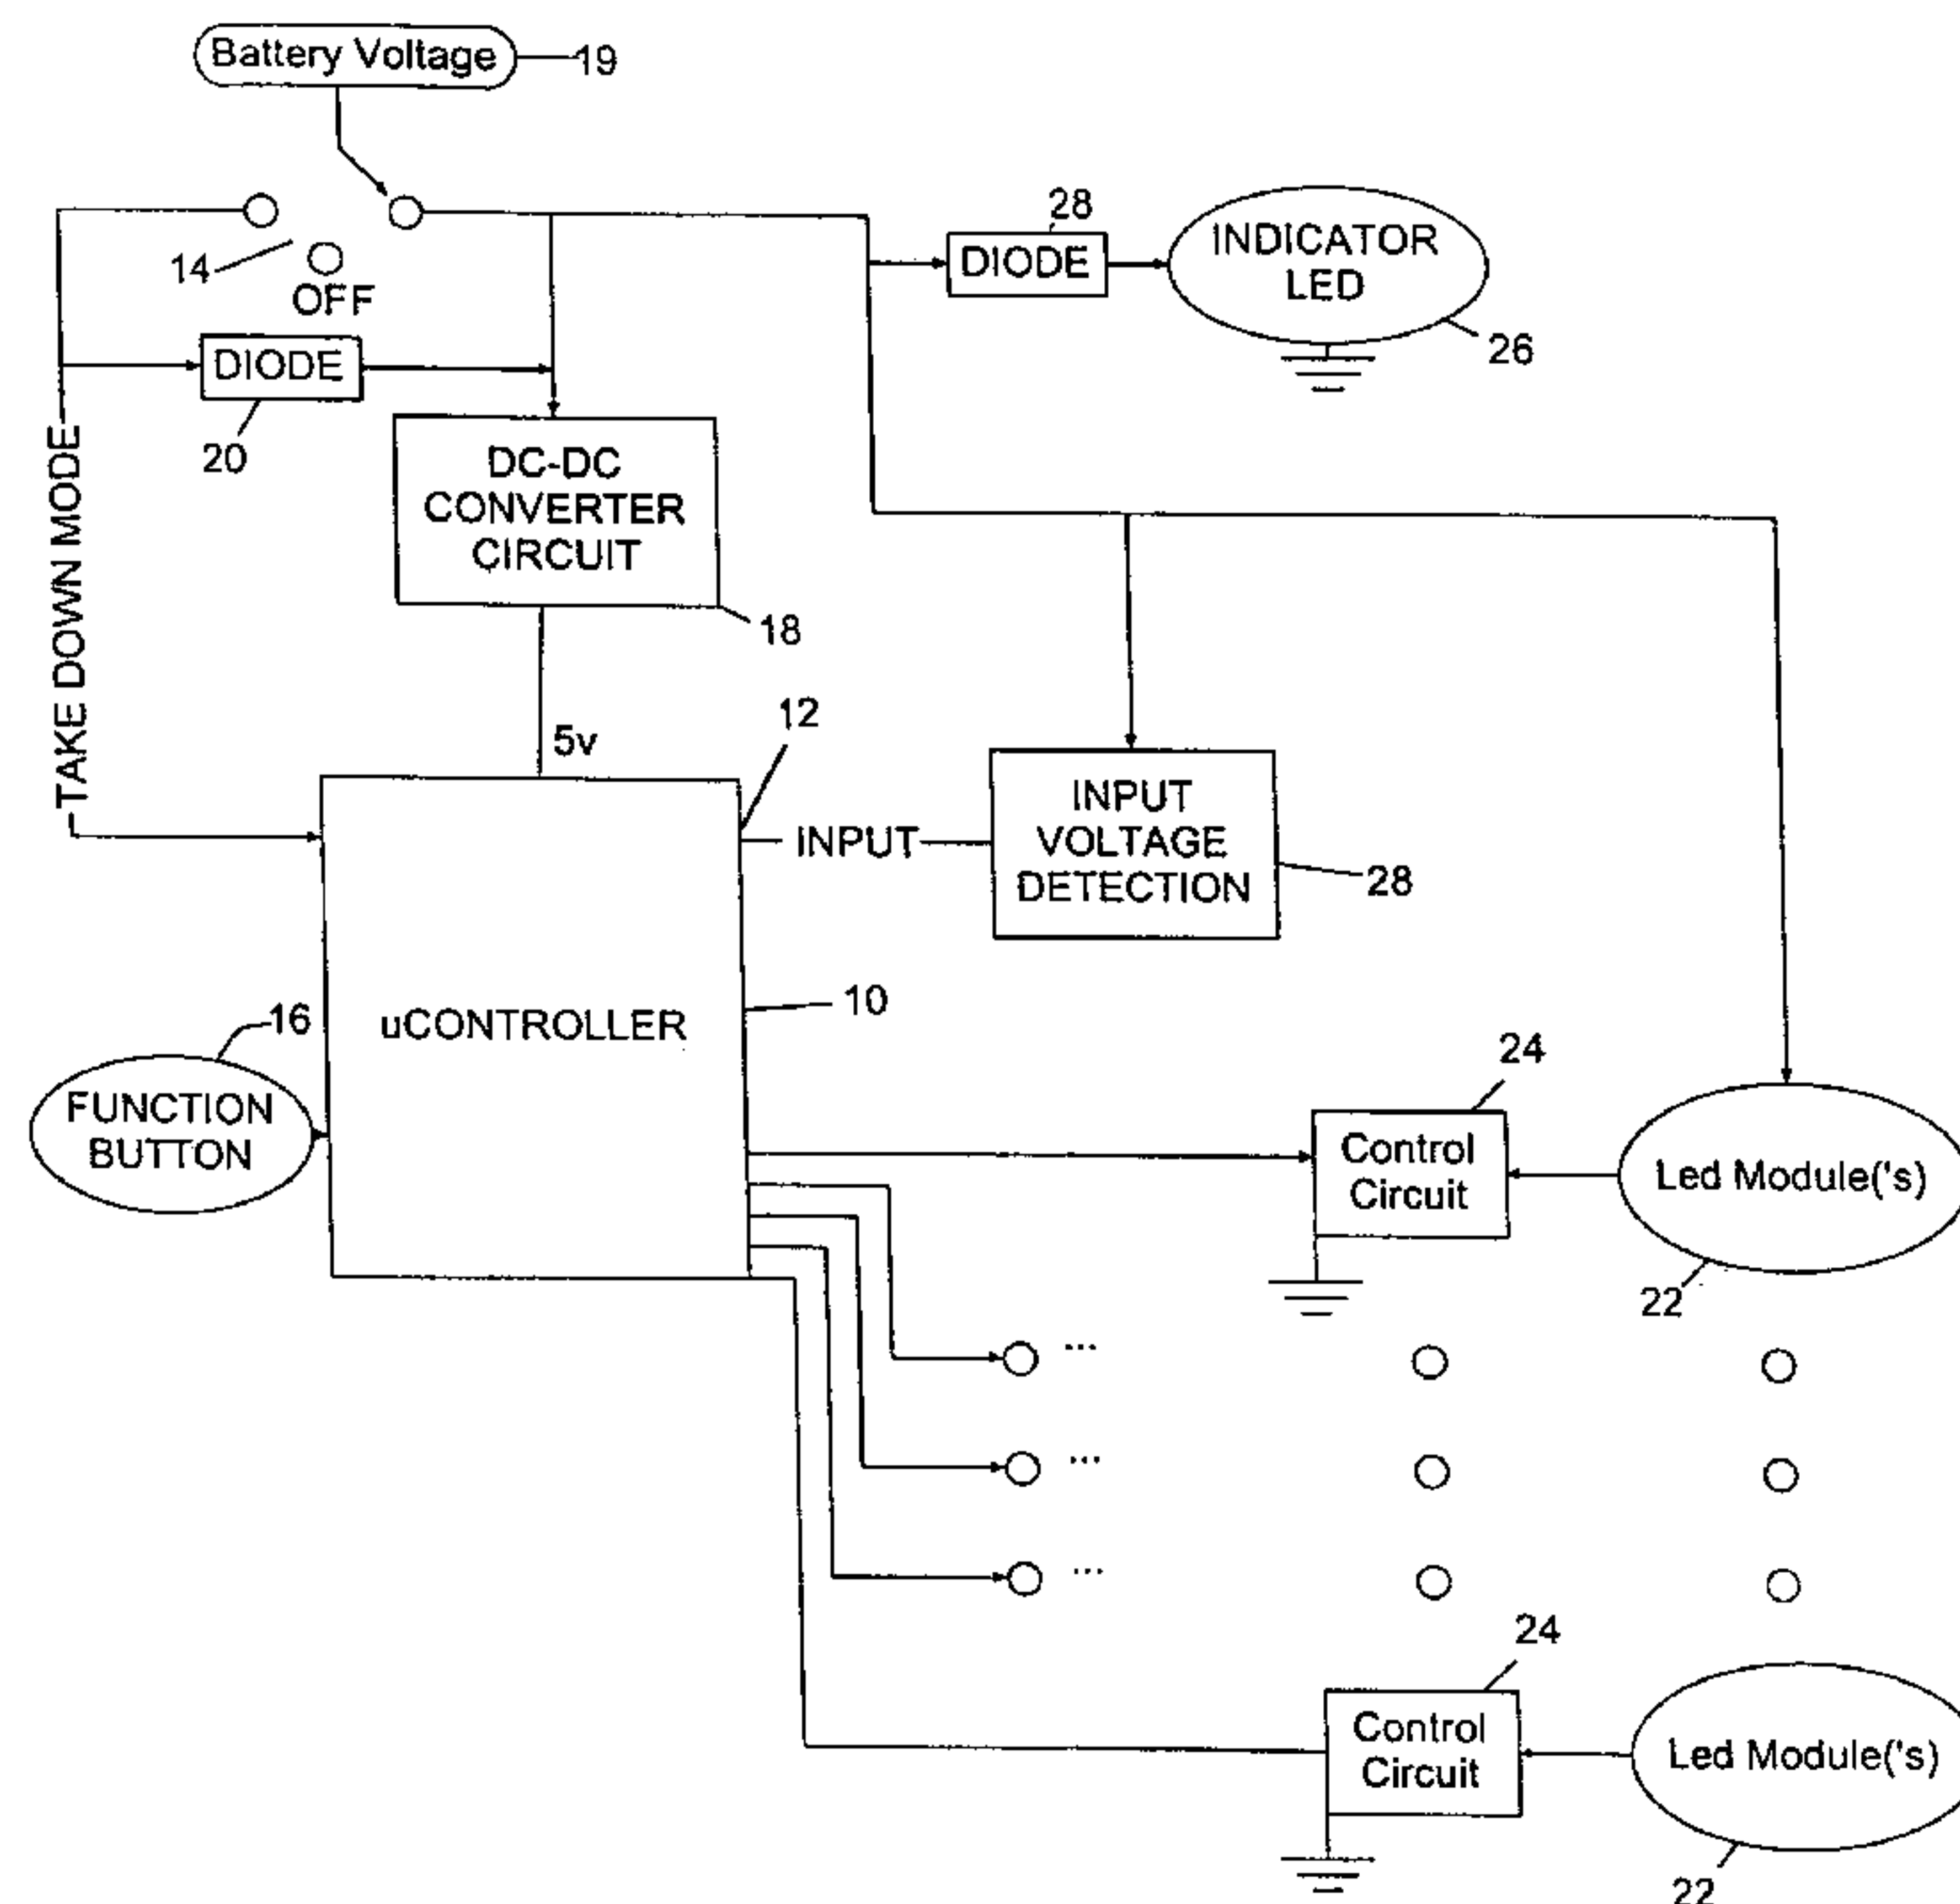 Battery Voltage
19
28
DIODE
INDICATOR
LED
26
14
OFF
DIODE
20
TAKE DOWN MODE
DC-DC
CONVERTER
CIRCUIT
18
5v
12
INPUT
INPUT
VOLTAGE
DETECTION
28
10
uCONTROLLER
16
FUNCTION
BUTTON
24
Control
Circuit
Led Module('s)
22
...
...
...
24
Control
Circuit
Led Module('s)
22